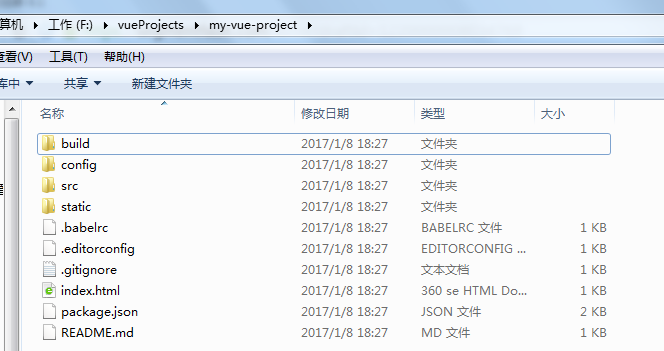 算机 ▸ 工作 (F:) ▸ vueProjects ▸ my-vue-project ▸
查看(V) 工具(T) 帮助(H)
库中 ▼ 共享 ▼ 新建文件夹
名称 修改日期 类型 大小
build 2017/1/8 18:27 文件夹
config 2017/1/8 18:27 文件夹
src 2017/1/8 18:27 文件夹
static 2017/1/8 18:27 文件夹
.babelrc 2017/1/8 18:27 BABELRC 文件 1 KB
.editorconfig 2017/1/8 18:27 EDITORCONFIG ... 1 KB
.gitignore 2017/1/8 18:27 文本文档 1 KB
index.html 2017/1/8 18:27 360 se HTML Do... 1 KB
package.json 2017/1/8 18:27 JSON 文件 2 KB
README.md 2017/1/8 18:27 MD 文件 1 KB